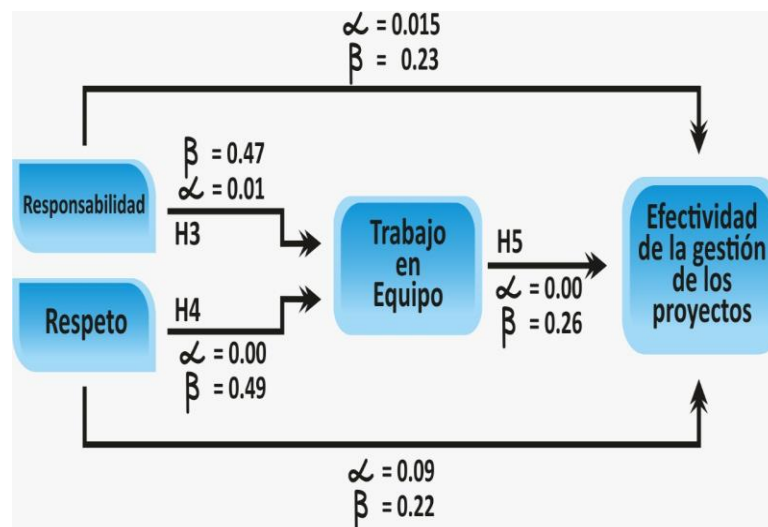 α = 0.015
β = 0.23
β = 0.47
α = 0.01
Responsabilidad
H3
Trabajo
en
Equipo
H5
α = 0.00
β = 0.26
Efectividad
de la gestión
de los
proyectos
Respeto
H4
α = 0.00
β = 0.49
α = 0.09
β = 0.22